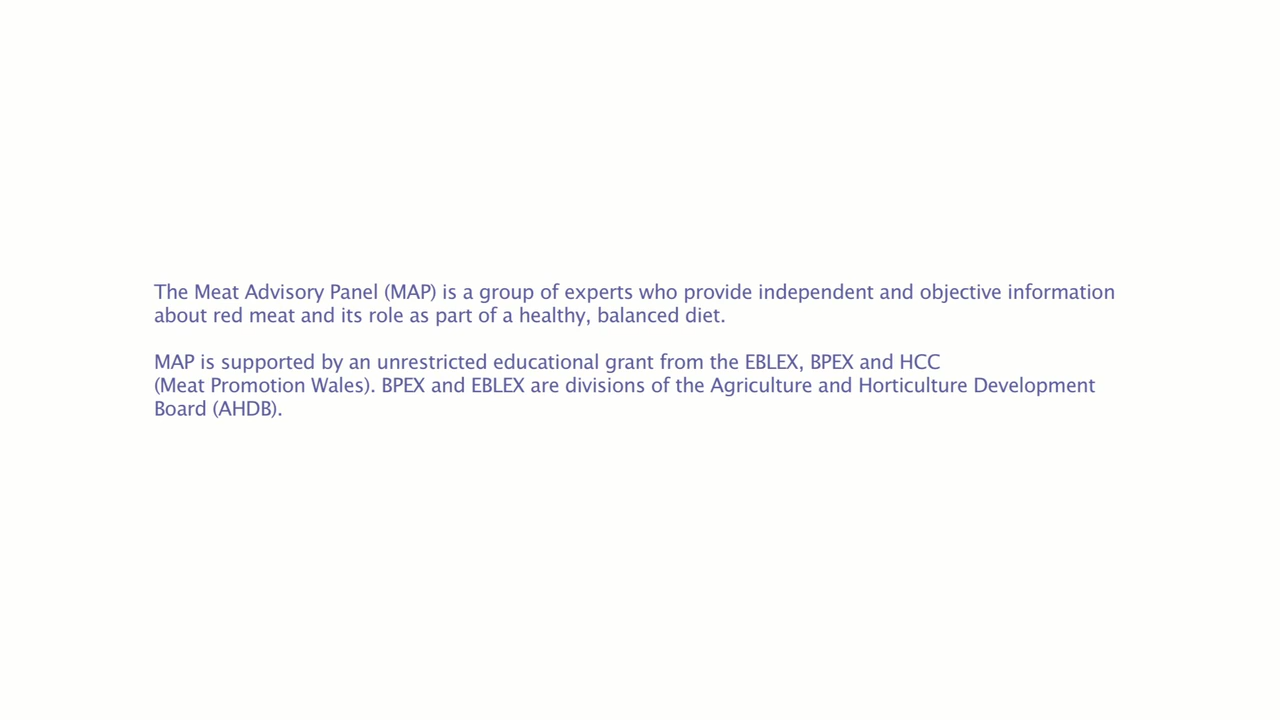 The Meat Advisory Panel (MAP) is a group of experts who provide independent and objective information
about red meat and its role as part of a healthy, balanced diet.
MAP is supported by an unrestricted educational grant from the EBLEX, BPEX and HCC
(Meat Promotion Wales). BPEX and EBLEX are divisions of the Agriculture and Horticulture Development
Board (AHDB).